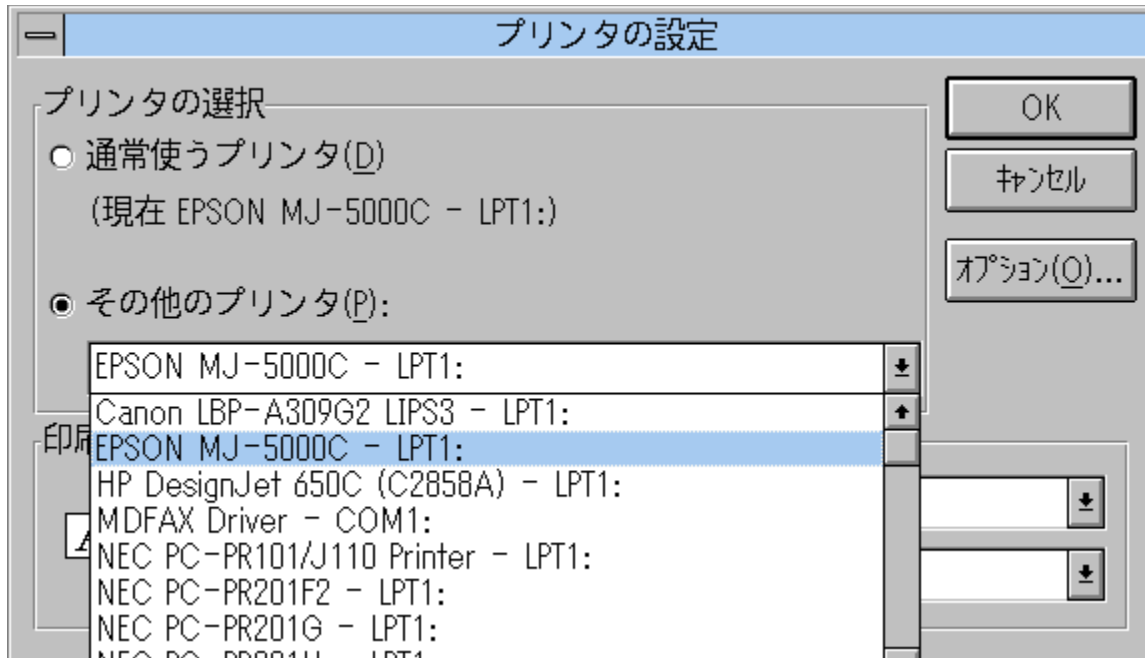 プリンタの設定
プリンタの選択
通常使うプリンタ(D)
(現在 EPSON MJ-5000C - LPT1:)
その他のプリンタ(P):
EPSON MJ-5000C - LPT1:
Canon LBP-A309G2 LIPS3 - LPT1:
EPSON MJ-5000C - LPT1:
HP DesignJet 650C (C2858A) - LPT1:
MDFAX Driver - COM1:
NEC PC-PR101/J110 Printer - LPT1:
NEC PC-PR201F2 - LPT1:
NEC PC-PR201G - LPT1:
印
OK
ｷｬﾝｾﾙ
ｵﾌﾟｼｮﾝ(O)...